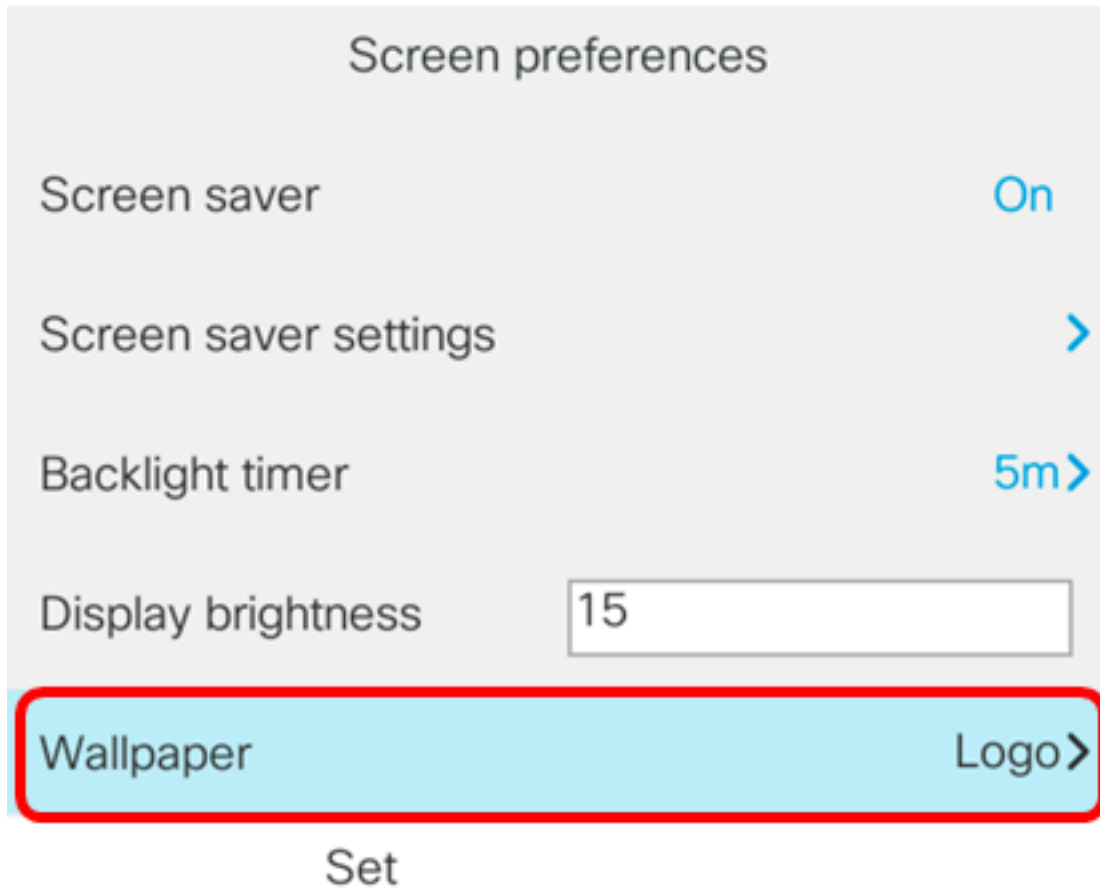 Screen preferences
Screen saver On
Screen saver settings
Backlight timer 5m
Display brightness 15
Wallpaper Logo
Set